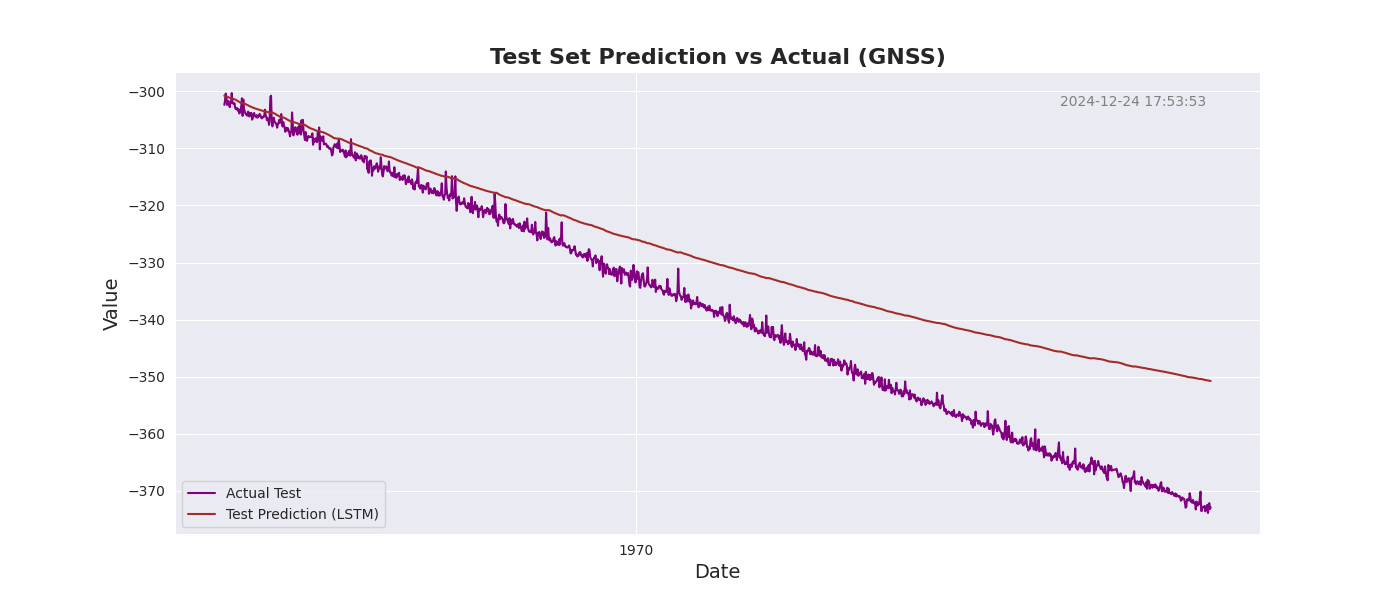 Test Set Prediction vs Actual (GNSS)
2024-12-24 17:53:53
−300
−310
−320
−330
−340
−350
−360
−370
Value
Actual Test
Test Prediction (LSTM)
1970
Date